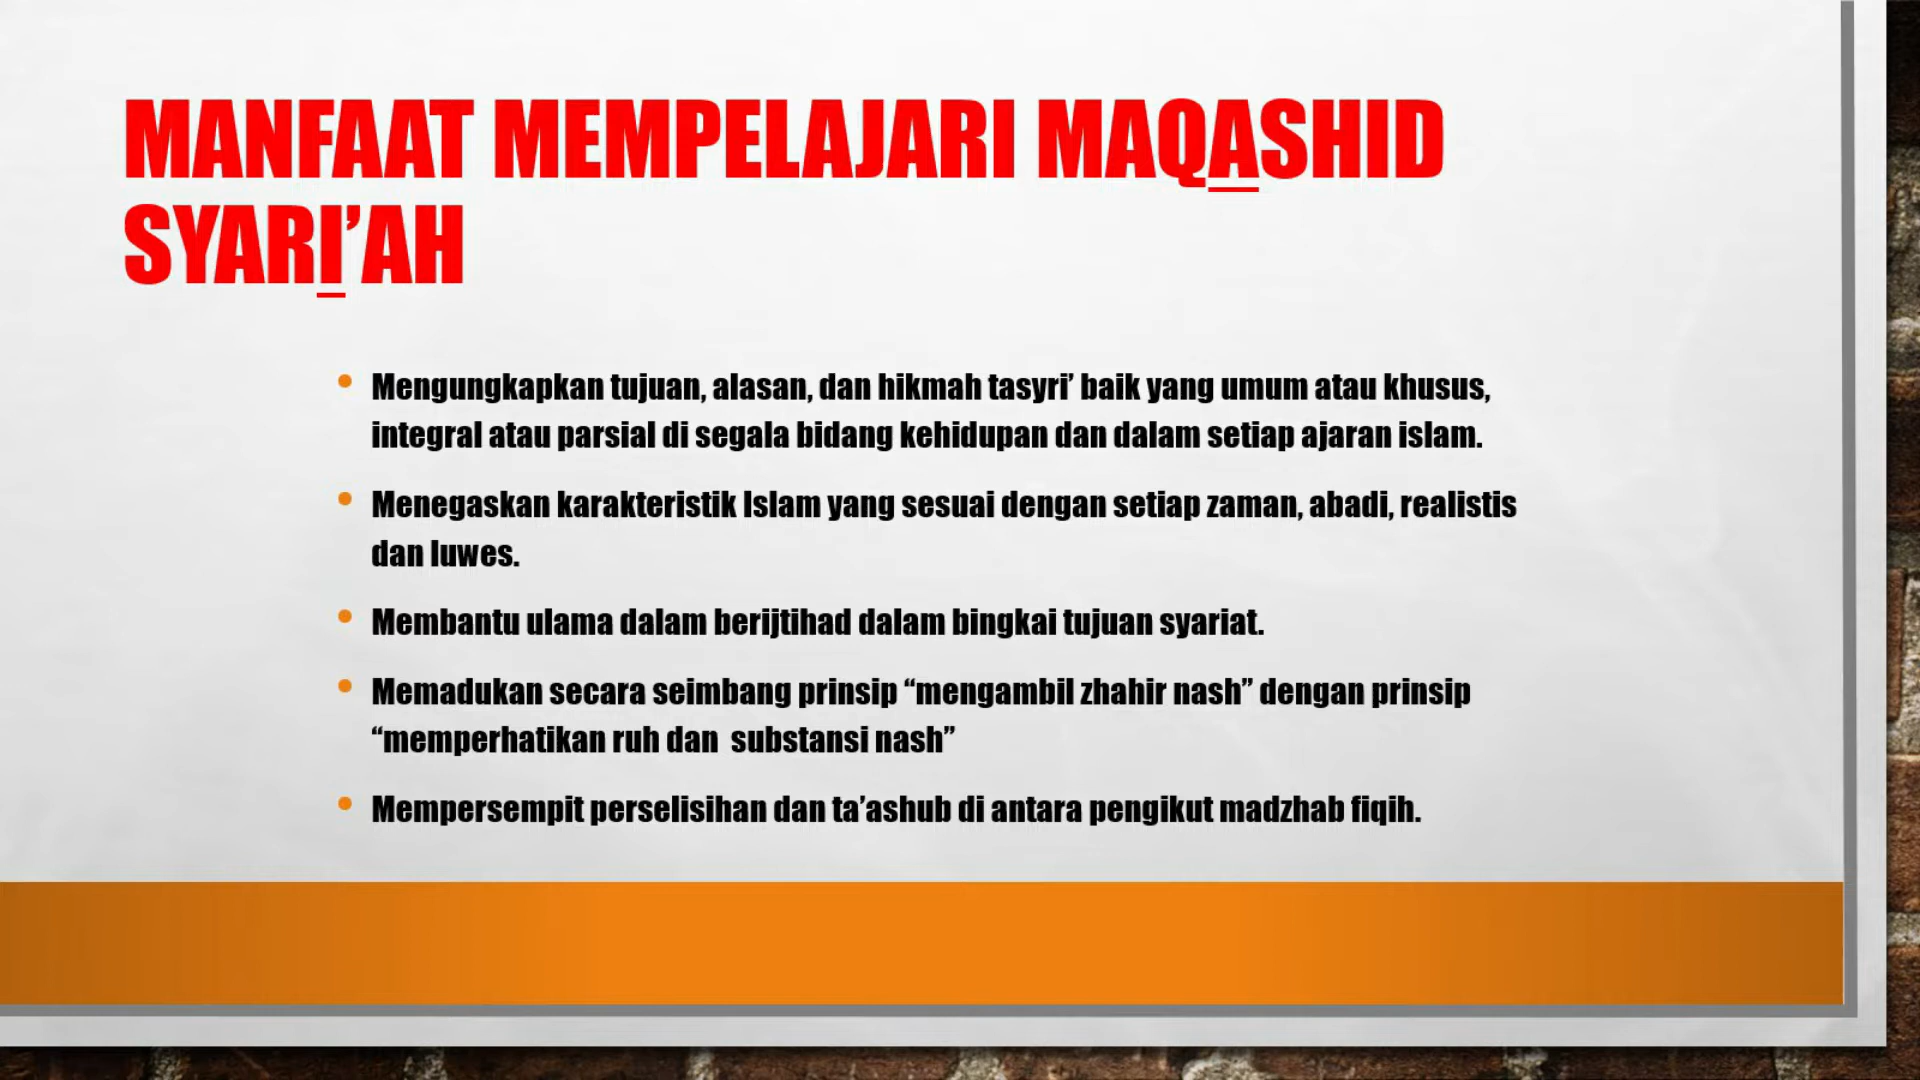 MANFAAT MEMPELAJARI MAQASHID
SYARI’AH
• Mengungkapkan tujuan, alasan, dan hikmah tasyri’ baik yang umum atau khusus,
integral atau parsial di segala bidang kehidupan dan dalam setiap ajaran islam.
• Menegaskan karakteristik Islam yang sesuai dengan setiap zaman, abadi, realistis
dan luwes.
• Membantu ulama dalam berijtihad dalam bingkai tujuan syariat.
• Memadukan secara seimbang prinsip “mengambil zhahir nash” dengan prinsip
“memperhatikan ruh dan  substansi nash”
• Mempersempit perselisihan dan ta’ashub di antara pengikut madzhab fiqih.